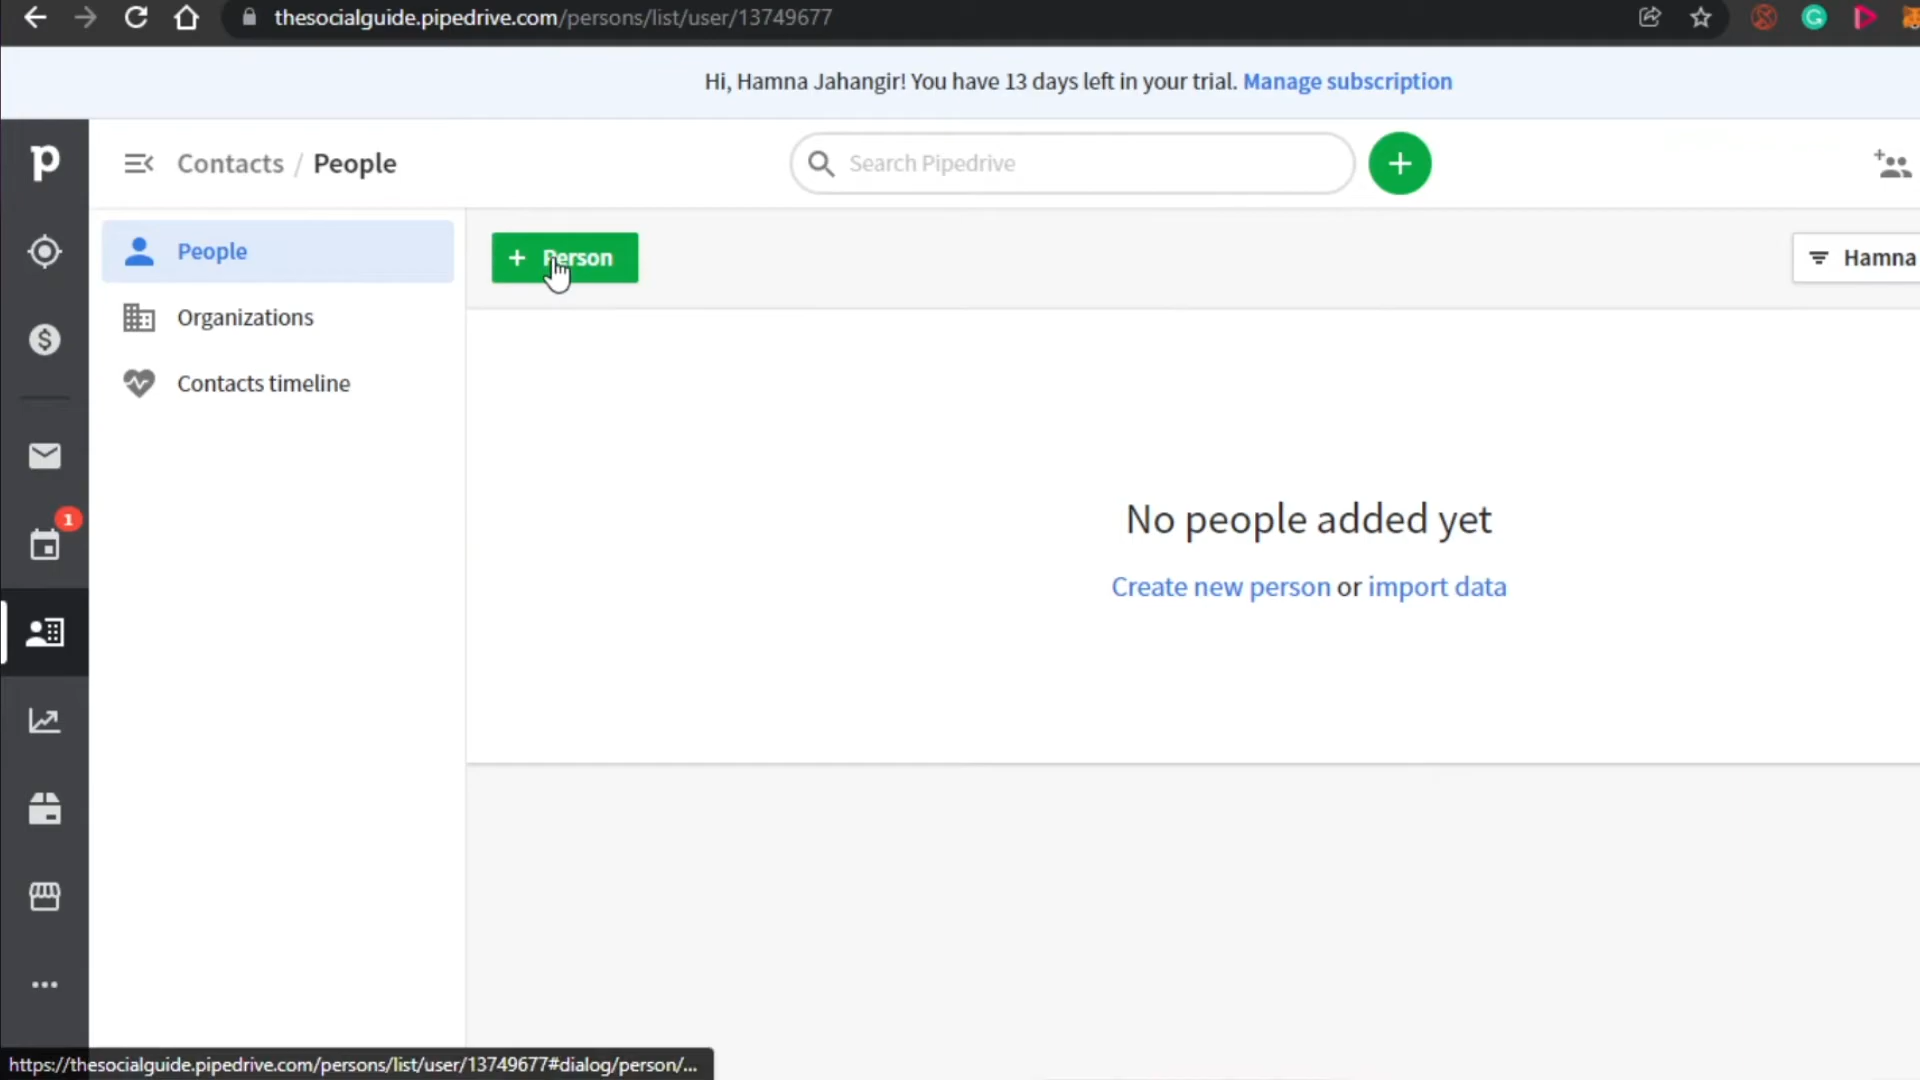 thesocialguide.pipedrive.com/persons/list/user/13749677
Hi, Hamna Jahangir! You have 13 days left in your trial. Manage subscription
Contacts / People
Search Pipedrive
People
+ Person
Hamna
Organizations
Contacts timeline
No people added yet
Create new person or import data
1
https://thesocialguide.pipedrive.com/persons/list/user/13749677#dialog/person/...